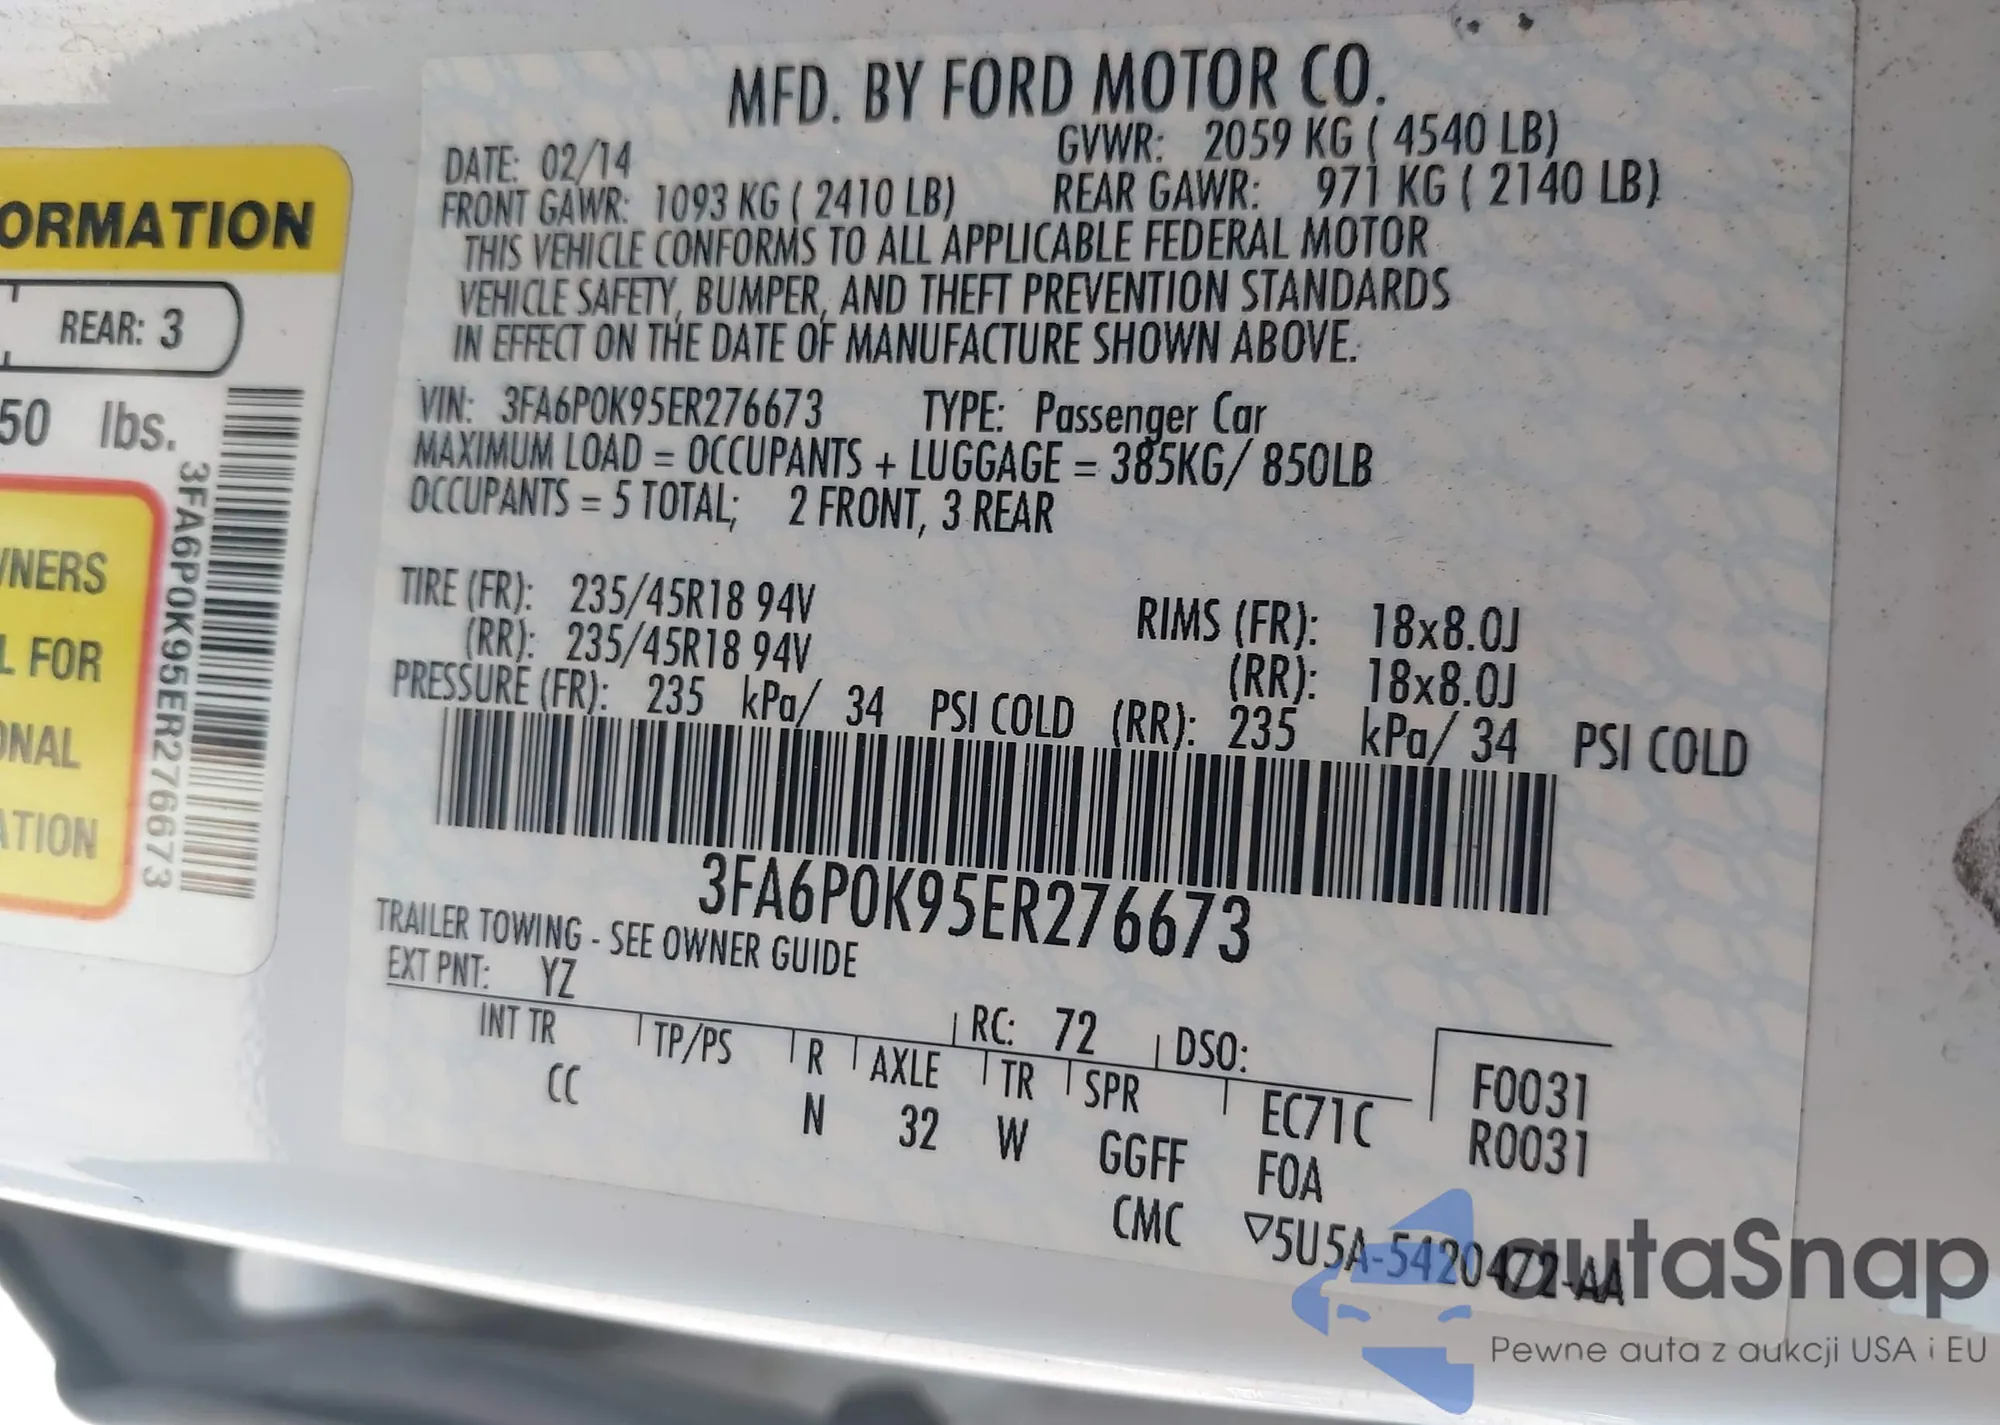 ORMATION
REAR: 3
50 lbs.
3FA6P0K95ER276673
NERS
L FOR
ONAL
ATION
MFD. BY FORD MOTOR CO.
DATE: 02/14 GVWR: 2059 KG ( 4540 LB)
FRONT GAWR: 1093 KG ( 2410 LB) REAR GAWR: 971 KG ( 2140 LB)
THIS VEHICLE CONFORMS TO ALL APPLICABLE FEDERAL MOTOR
VEHICLE SAFETY, BUMPER, AND THEFT PREVENTION STANDARDS
IN EFFECT ON THE DATE OF MANUFACTURE SHOWN ABOVE.
VIN: 3FA6P0K95ER276673 TYPE: Passenger Car
MAXIMUM LOAD = OCCUPANTS + LUGGAGE = 385KG/ 850LB
OCCUPANTS = 5 TOTAL; 2 FRONT, 3 REAR
TIRE (FR): 235/45R18 94V RIMS (FR): 18x8.0J
(RR): 235/45R18 94V (RR): 18x8.0J
PRESSURE (FR): 235 kPa/ 34 PSI COLD (RR): 235 kPa/ 34 PSI COLD
3FA6P0K95ER276673
TRAILER TOWING - SEE OWNER GUIDE
EXT PNT: YZ RC: 72 DSO:
INT TR TP/PS R AXLE TR SPR EC71C F0031
CC N 32 W GGFF FOA R0031
CMC ▽5U5A-5420472-AA
autaSnap
Pewne auta z aukcji USA i EU